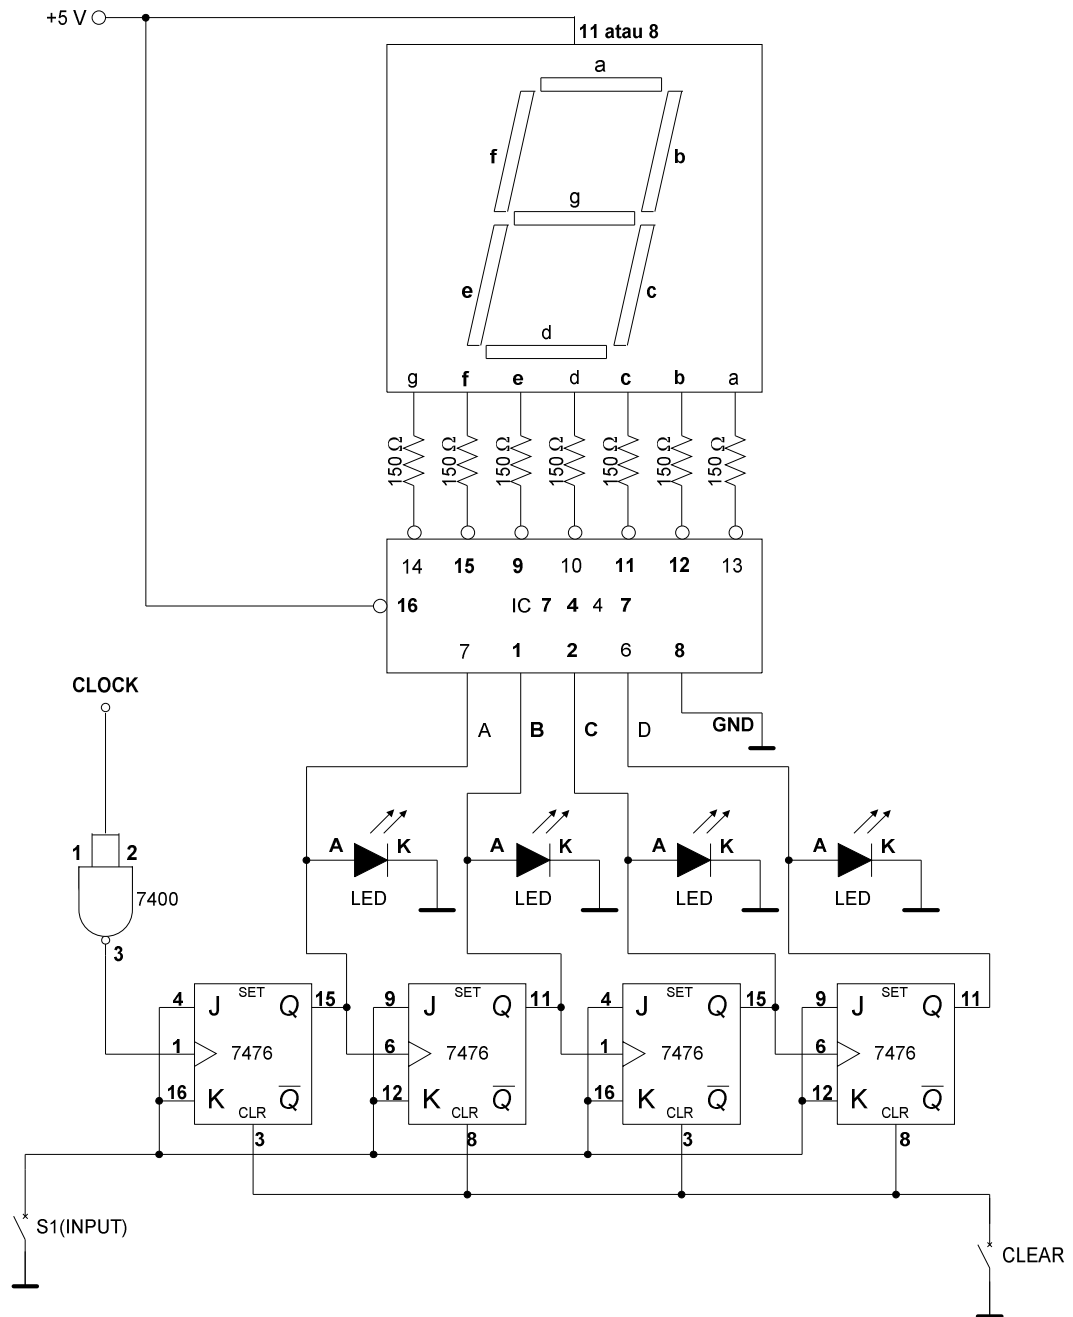 +5 V
11 atau 8
a
f b
g
e c
d
g f e d c b a
150 Ω 150 Ω 150 Ω 150 Ω 150 Ω 150 Ω 150 Ω
14 15 9 10 11 12 13
16 IC 7 4 4 7
7 1 2 6 8
CLOCK
A B C D GND
A K A K A K A K
1 2
LED LED LED LED
7400
3
SET SET SET SET
4 J Q 15 9 J Q 11 4 J Q 15 9 J Q 11
1 7476 6 7476 1 7476 6 7476
16 K Q̅ 12 K Q̅ 16 K Q̅ 12 K Q̅
CLR CLR CLR CLR
3 8 3 8
S1(INPUT)
CLEAR